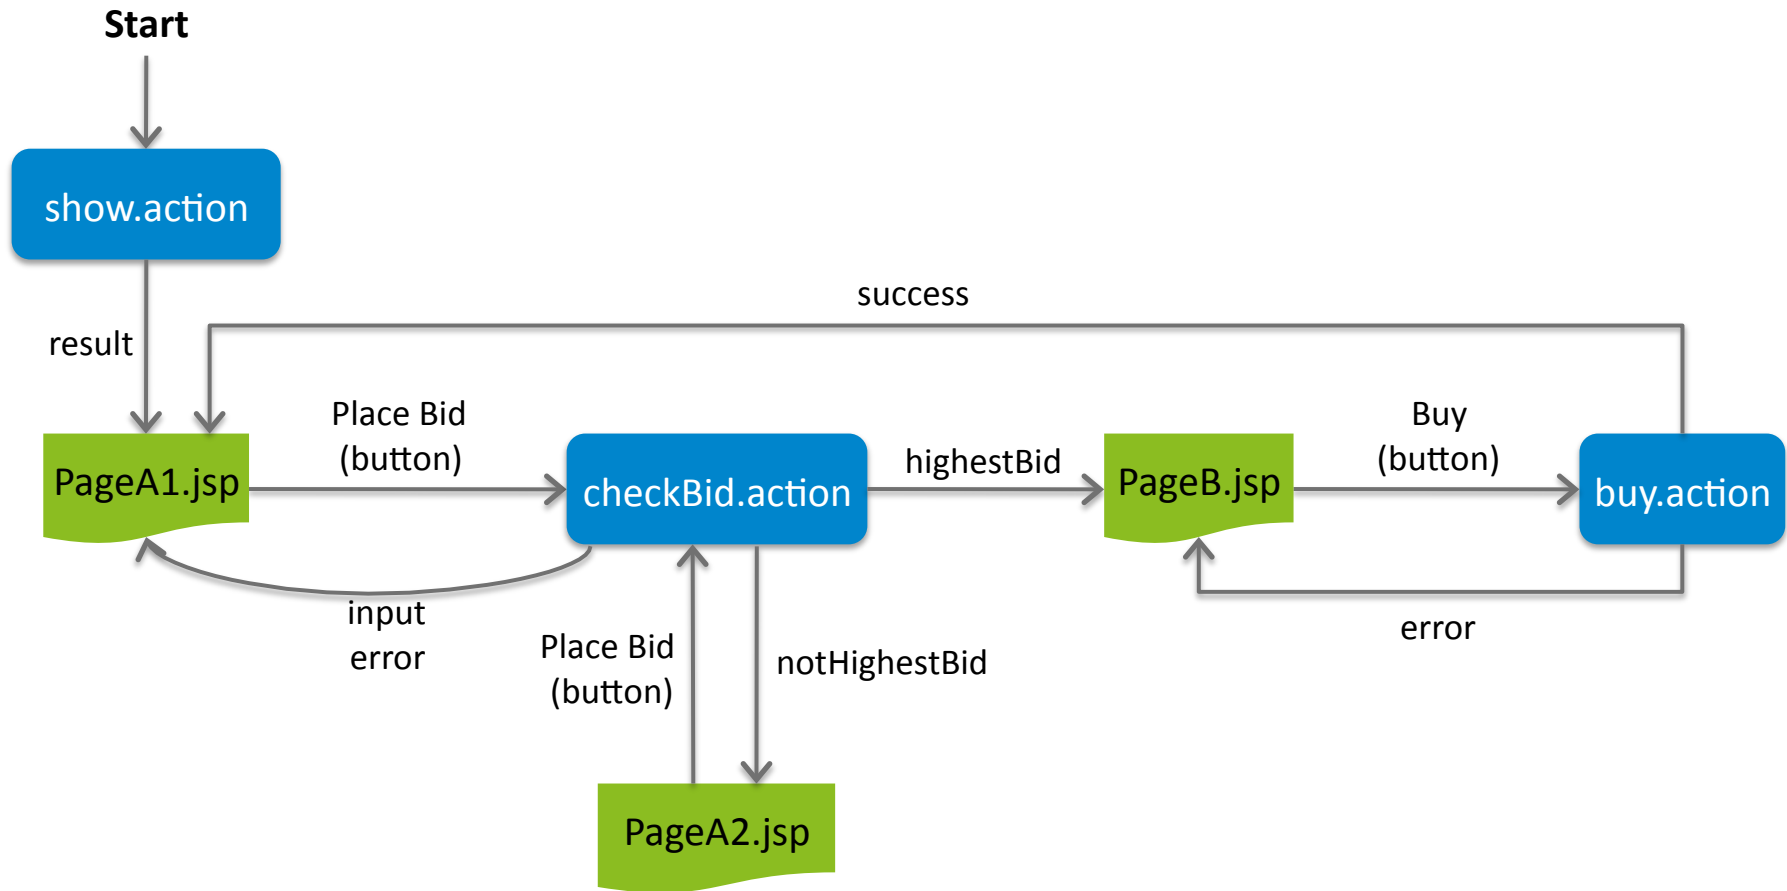 Start
show.action
success
result
Place Bid
(button)
Buy
(button)
PageA1.jsp
checkBid.action
highestBid
PageB.jsp
buy.action
input
error
Place Bid
(button)
notHighestBid
error
PageA2.jsp